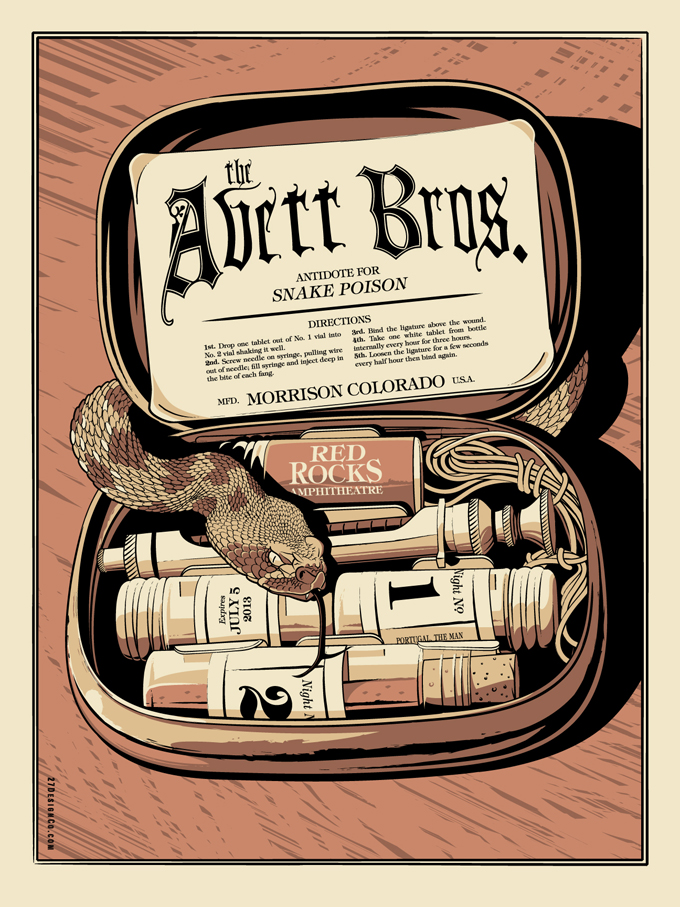 the
Avett Bros.
ANTIDOTE FOR
SNAKE POISON
DIRECTIONS
1st. Drop one tablet out of No. 1 vial into
No. 2 vial shaking it well.
2nd. Screw needle on syringe, pulling wire
out of needle; fill syringe and inject deep in
the bite of each fang.
3rd. Bind the ligature above the wound.
4th. Take one white tablet from bottle
internally every hour for three hours.
5th. Loosen the ligature for a few seconds
every half hour then bind again.
MFD. MORRISON COLORADO U.S.A.
RED
ROCKS
AMPHITHEATRE
Expires
JULY 5
2013
Night No.
1
PORTUGAL THE MAN
Night N
2
27DESIGNCO.COM